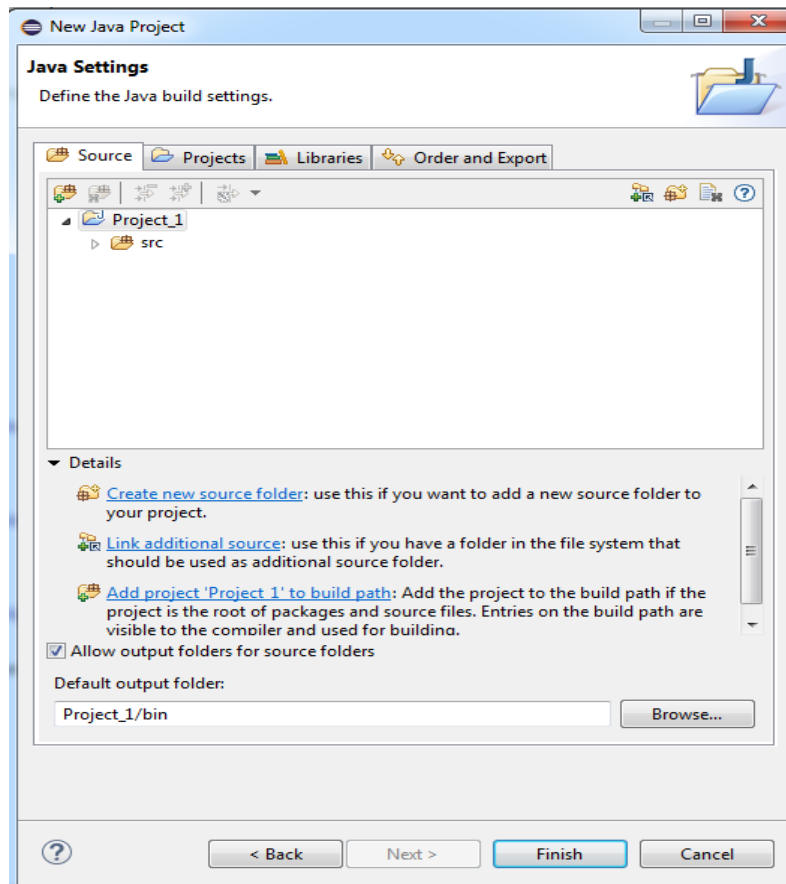 New Java Project
Java Settings
Define the Java build settings.
Source Projects Libraries Order and Export
Project_1
src
Details
Create new source folder: use this if you want to add a new source folder to
your project.
Link additional source: use this if you have a folder in the file system that
should be used as additional source folder.
Add project 'Project 1' to build path: Add the project to the build path if the
project is the root of packages and source files. Entries on the build path are
visible to the compiler and used for building.
Allow output folders for source folders
Default output folder:
Project_1/bin
Browse...
< Back Next > Finish Cancel